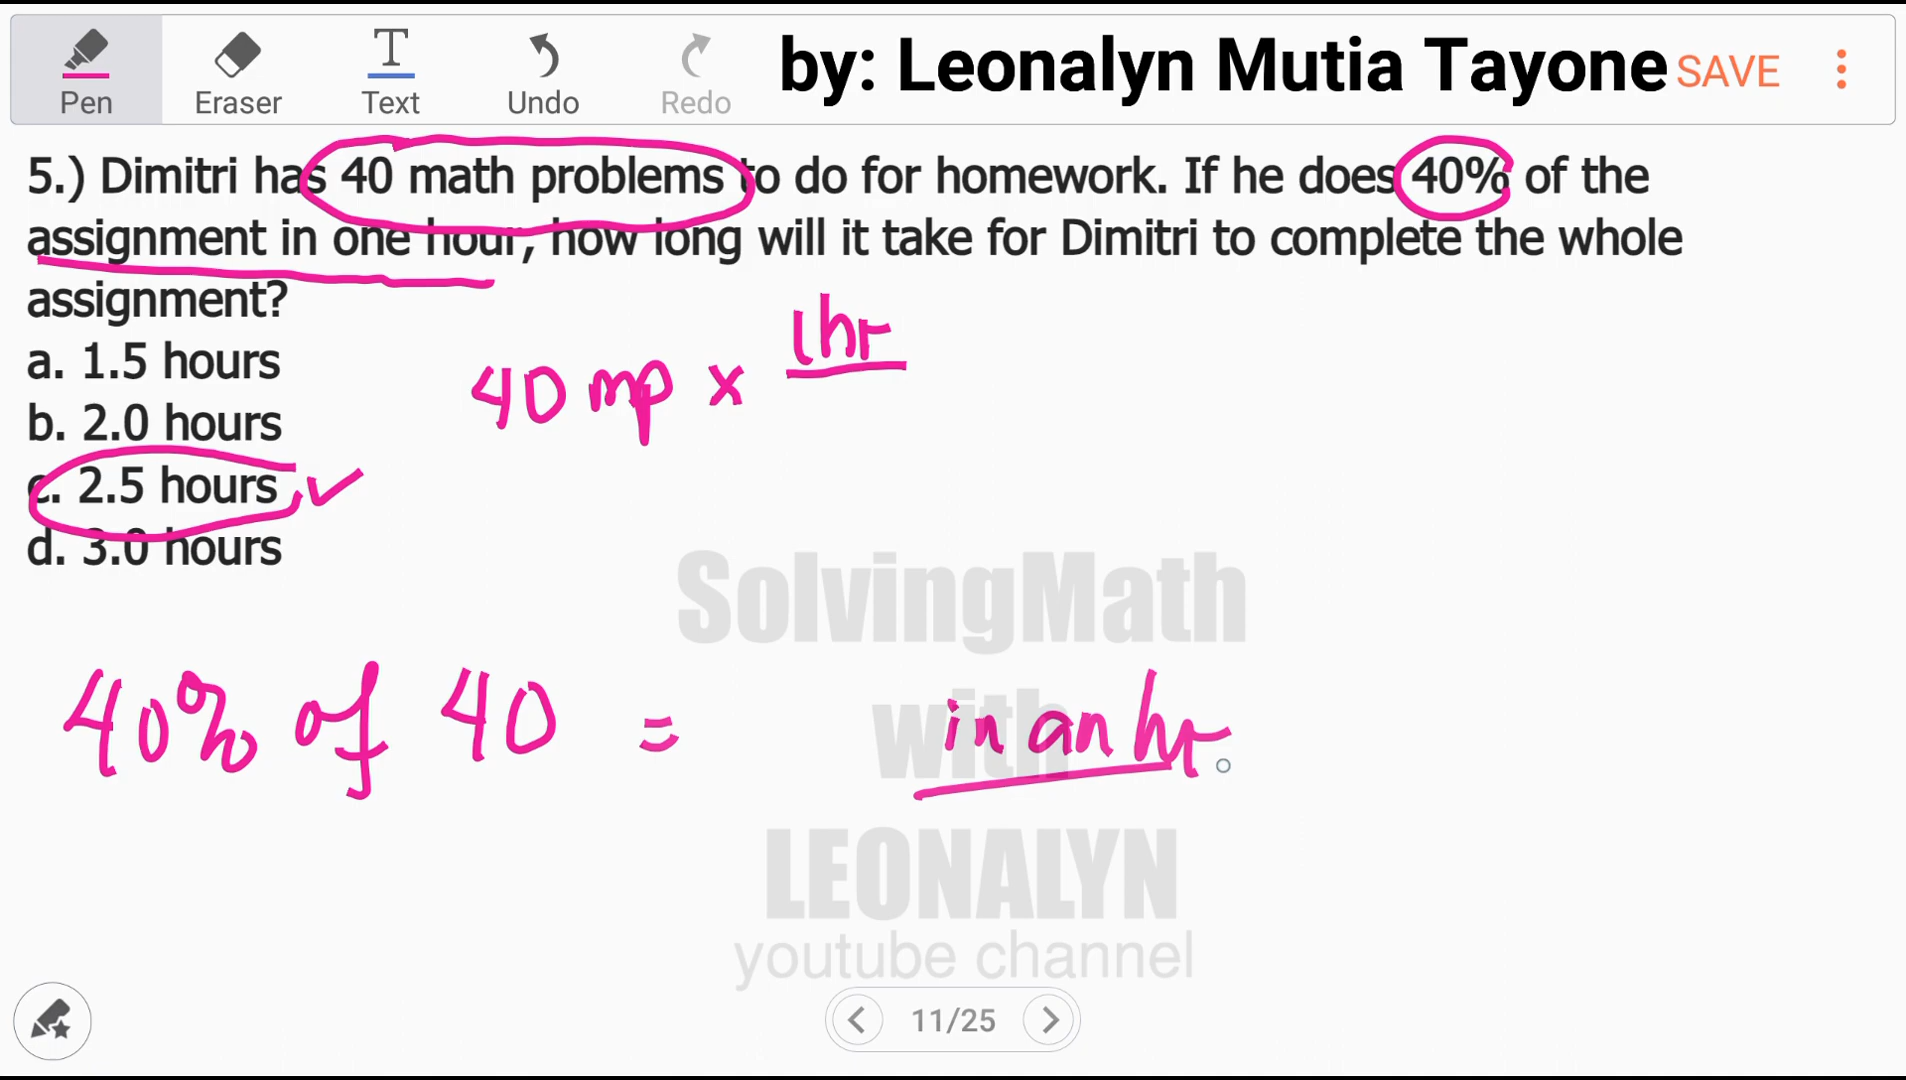 Pen
Eraser
T
Text
Undo
Redo
by: Leonalyn Mutia Tayone
SAVE
5.) Dimitri has 40 math problems to do for homework. If he does 40% of the
assignment in one hour, how long will it take for Dimitri to complete the whole
assignment?
a. 1.5 hours
b. 2.0 hours
c. 2.5 hours
d. 3.0 hours
1hr
40 mp x
40% of 40 = in an hr.
SolvingMath
with
LEONALYN
youtube channel
11/25